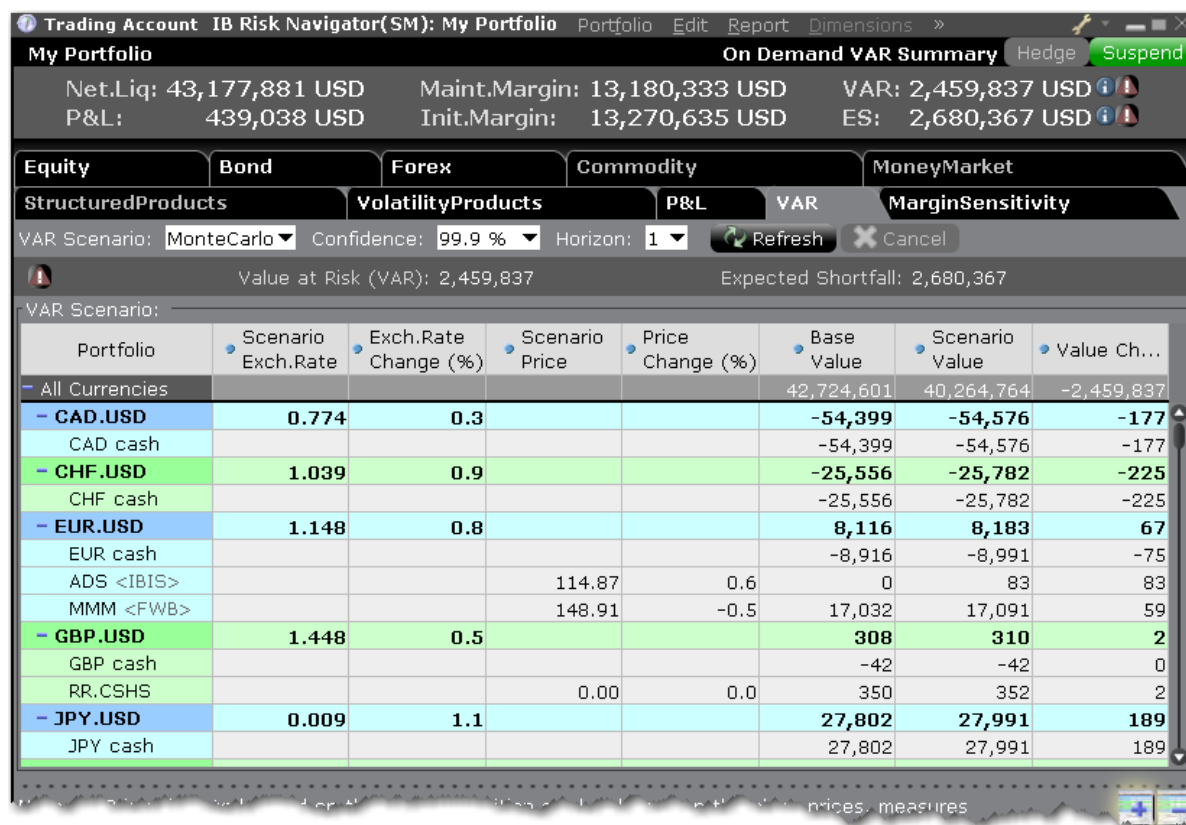 Trading Account IB Risk Navigator(SM): My Portfolio Portfolio Edit Report Dimensions »
My Portfolio On Demand VAR Summary Hedge Suspend
Net.Liq: 43,177,881 USD Maint.Margin: 13,180,333 USD VAR: 2,459,837 USD
P&L: 439,038 USD Init.Margin: 13,270,635 USD ES: 2,680,367 USD
Equity Bond Forex Commodity MoneyMarket
StructuredProducts VolatilityProducts P&L VAR MarginSensitivity
VAR Scenario: MonteCarlo Confidence: 99.9 % Horizon: 1 Refresh Cancel
Value at Risk (VAR): 2,459,837 Expected Shortfall: 2,680,367
VAR Scenario:
Portfolio Scenario Exch.Rate Exch.Rate Change (%) Scenario Price Price Change (%) Base Value Scenario Value Value Ch...
All Currencies 42,724,601 40,264,764 -2,459,837
CAD.USD 0.774 0.3 -54,399 -54,576 -177
CAD cash -54,399 -54,576 -177
CHF.USD 1.039 0.9 -25,556 -25,782 -225
CHF cash -25,556 -25,782 -225
EUR.USD 1.148 0.8 8,116 8,183 67
EUR cash -8,916 -8,991 -75
ADS <IBIS> 114.87 0.6 0 83 83
MMM <FWB> 148.91 -0.5 17,032 17,091 59
GBP.USD 1.448 0.5 308 310 2
GBP cash -42 -42 0
RR.CSHS 0.00 0.0 350 352 2
JPY.USD 0.009 1.1 27,802 27,991 189
JPY cash 27,802 27,991 189
prices, measures